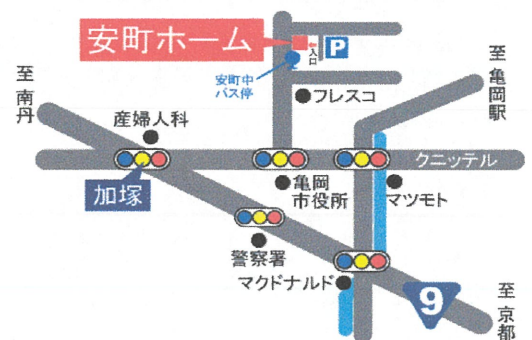 安町ホーム
入口
P
安町中
バス停
至 亀岡駅
至 南丹
フレスコ
産婦人科
クニッテル
加塚
亀岡
市役所
マツモト
警察署
マクドナルド
9
至 京都